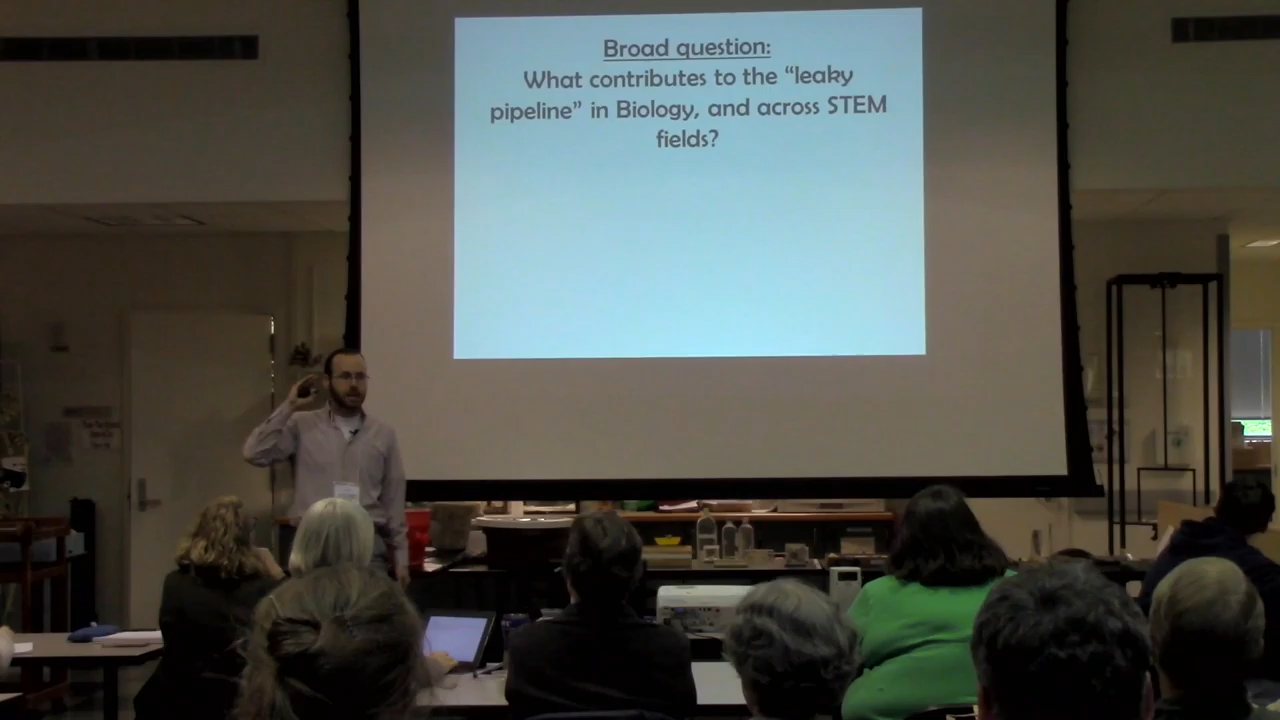 Broad question:
What contributes to the “leaky
pipeline” in Biology, and across STEM
fields?